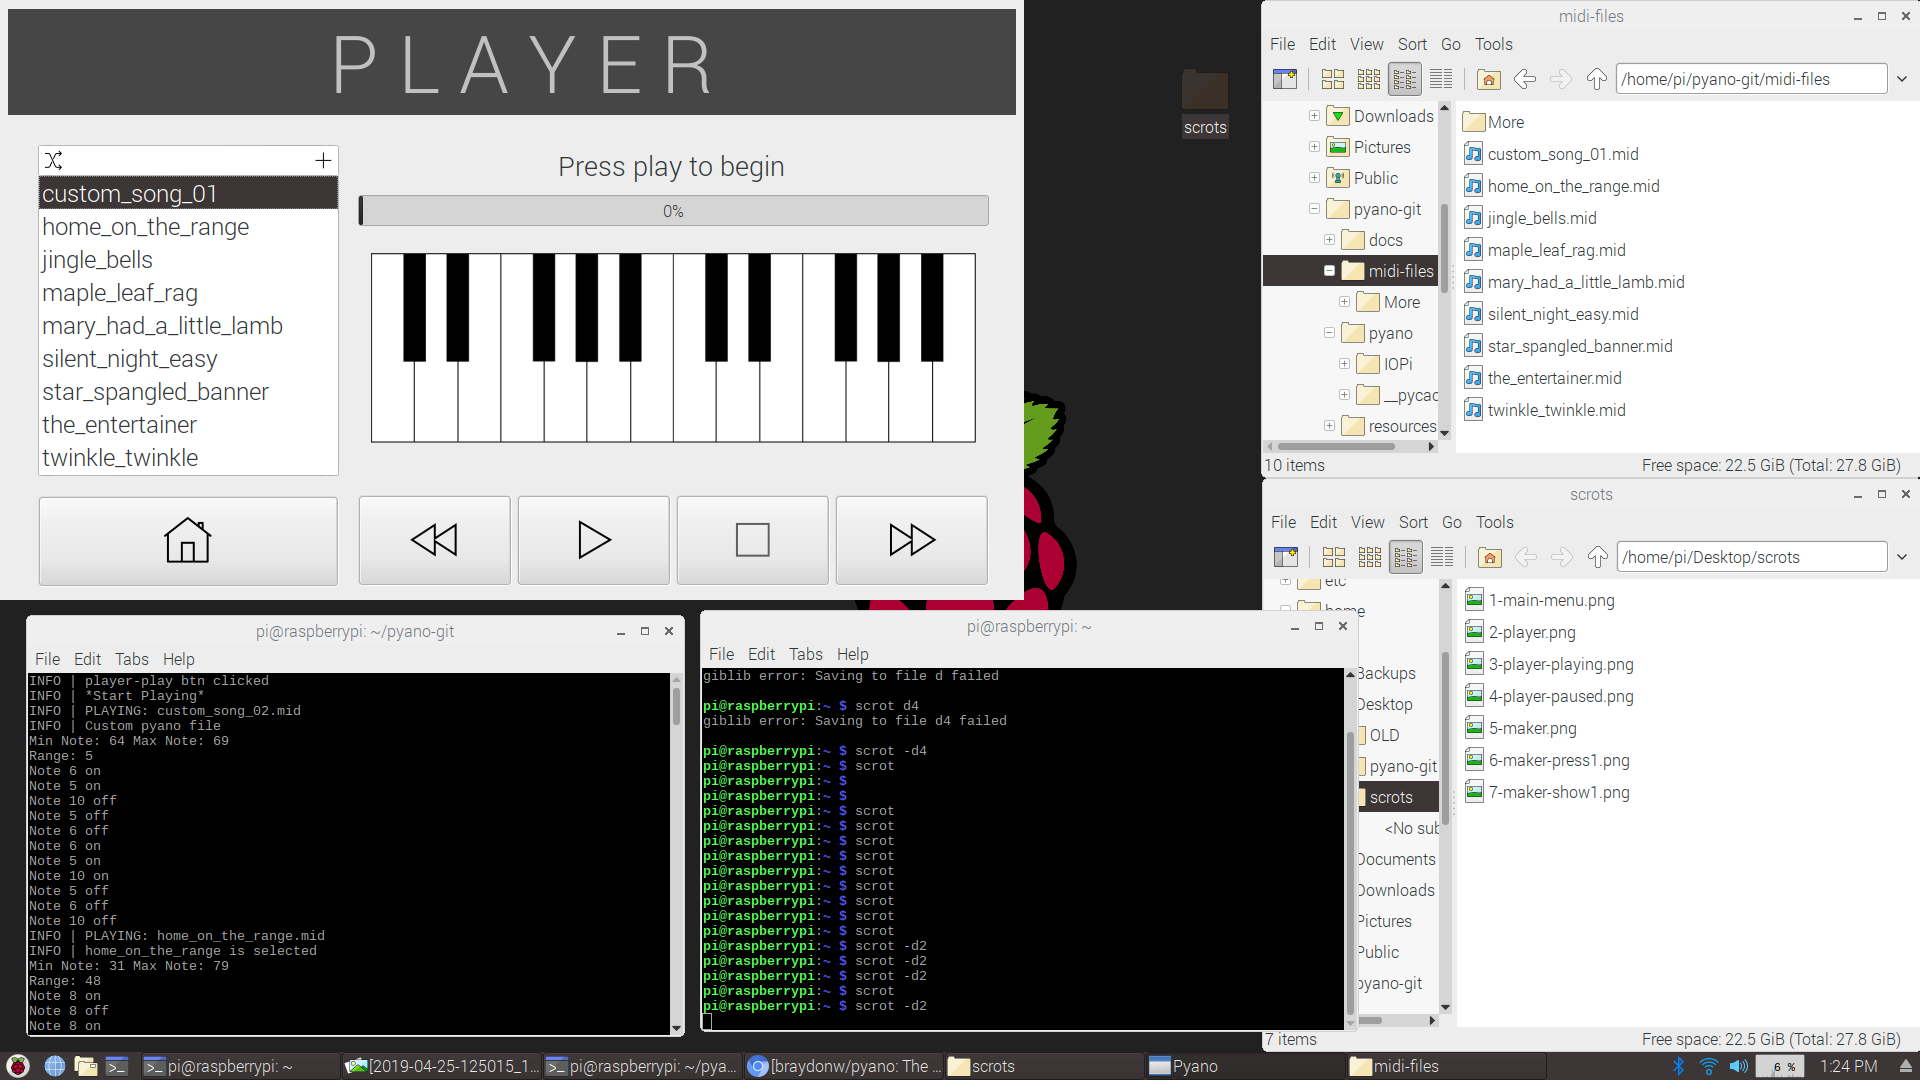 PLAYER
custom_song_01
home_on_the_range
jingle_bells
maple_leaf_rag
mary_had_a_little_lamb
silent_night_easy
star_spangled_banner
the_entertainer
twinkle_twinkle
Press play to begin
0%
scrots
midi-files
File Edit View Sort Go Tools
/home/pi/pyano-git/midi-files
Downloads
Pictures
Public
pyano-git
docs
midi-files
More
pyano
IOPi
__pycac
resources
More
custom_song_01.mid
home_on_the_range.mid
jingle_bells.mid
maple_leaf_rag.mid
mary_had_a_little_lamb.mid
silent_night_easy.mid
star_spangled_banner.mid
the_entertainer.mid
twinkle_twinkle.mid
10 items
Free space: 22.5 GiB (Total: 27.8 GiB)
scrots
File Edit View Sort Go Tools
/home/pi/Desktop/scrots
etc
home
Backups
Desktop
OLD
pyano-git
scrots
<No sub
Documents
Downloads
Pictures
Public
pyano-git
1-main-menu.png
2-player.png
3-player-playing.png
4-player-paused.png
5-maker.png
6-maker-press1.png
7-maker-show1.png
7 items
Free space: 22.5 GiB (Total: 27.8 GiB)
pi@raspberrypi: ~/pyano-git
File Edit Tabs Help
INFO | player-play btn clicked
INFO | *Start Playing*
INFO | PLAYING: custom_song_02.mid
INFO | Custom pyano file
Min Note: 64 Max Note: 69
Range: 5
Note 6 on
Note 5 on
Note 10 off
Note 5 off
Note 6 off
Note 6 on
Note 5 on
Note 10 on
Note 5 off
Note 6 off
Note 10 off
INFO | PLAYING: home_on_the_range.mid
INFO | home_on_the_range is selected
Min Note: 31 Max Note: 79
Range: 48
Note 8 on
Note 8 off
Note 8 on
pi@raspberrypi: ~
File Edit Tabs Help
giblib error: Saving to file d failed
pi@raspberrypi:~ $ scrot d4
giblib error: Saving to file d4 failed
pi@raspberrypi:~ $ scrot -d4
pi@raspberrypi:~ $ scrot
pi@raspberrypi:~ $
pi@raspberrypi:~ $
pi@raspberrypi:~ $ scrot
pi@raspberrypi:~ $ scrot
pi@raspberrypi:~ $ scrot
pi@raspberrypi:~ $ scrot
pi@raspberrypi:~ $ scrot
pi@raspberrypi:~ $ scrot
pi@raspberrypi:~ $ scrot
pi@raspberrypi:~ $ scrot
pi@raspberrypi:~ $ scrot
pi@raspberrypi:~ $ scrot -d2
pi@raspberrypi:~ $ scrot -d2
pi@raspberrypi:~ $ scrot -d2
pi@raspberrypi:~ $ scrot
pi@raspberrypi:~ $ scrot -d2
pi@raspberrypi: ~
[2019-04-25-125015_1...
pi@raspberrypi: ~/pya...
[braydonw/pyano: The ...
scrots
Pyano
midi-files
6 %
1:24 PM